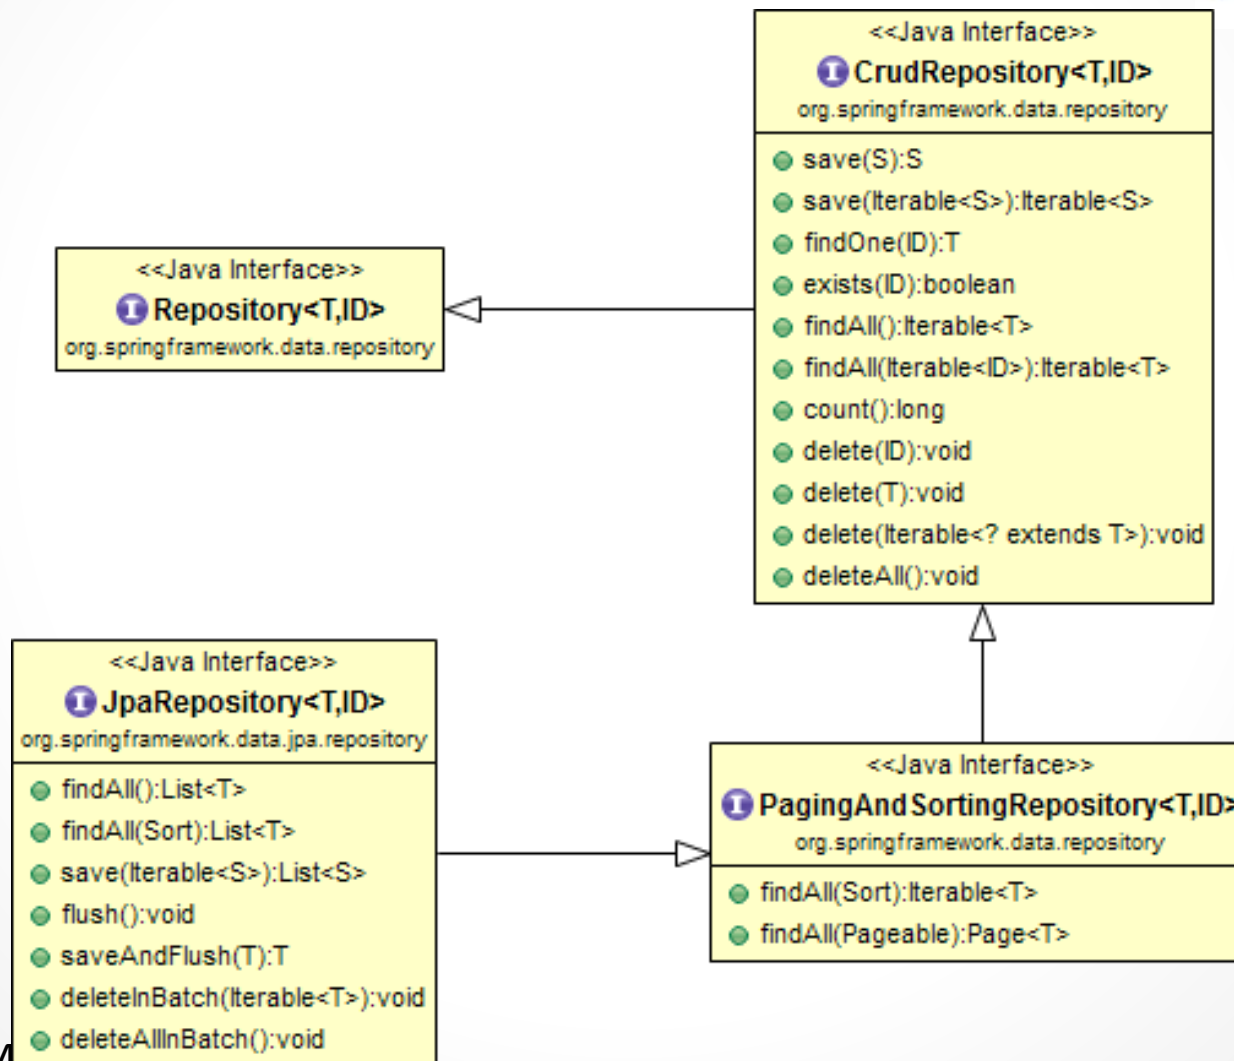 <<Java Interface>>
CrudRepository<T,ID>
org.springframework.data.repository
save(S):S
save(Iterable<S>):Iterable<S>
findOne(ID):T
exists(ID):boolean
findAll():Iterable<T>
findAll(Iterable<ID>):Iterable<T>
count():long
delete(ID):void
delete(T):void
delete(Iterable<? extends T>):void
deleteAll():void
<<Java Interface>>
Repository<T,ID>
org.springframework.data.repository
<<Java Interface>>
JpaRepository<T,ID>
org.springframework.data.jpa.repository
findAll():List<T>
findAll(Sort):List<T>
save(Iterable<S>):List<S>
flush():void
saveAndFlush(T):T
deleteInBatch(Iterable<T>):void
deleteAllInBatch():void
<<Java Interface>>
PagingAndSortingRepository<T,ID>
org.springframework.data.repository
findAll(Sort):Iterable<T>
findAll(Pageable):Page<T>